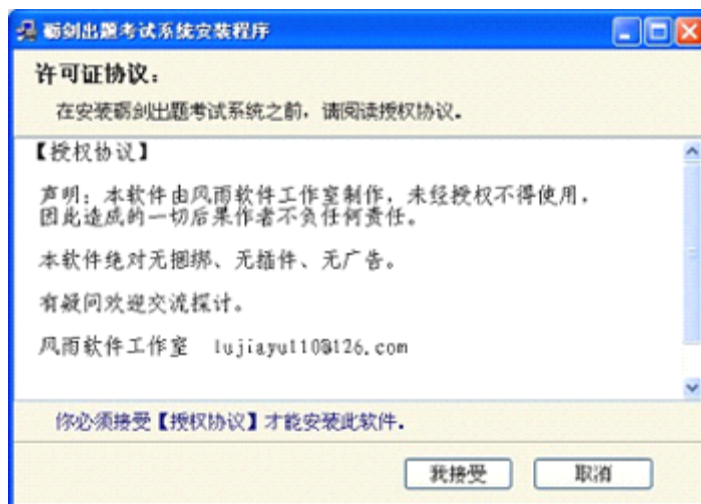 砺剑出题考试系统安装程序
许可证协议：
在安装砺剑出题考试系统之前，请阅读授权协议。
【授权协议】
声明：本软件由风雨软件工作室制作，未经授权不得使用，
因此造成的一切后果作者不负任何责任。
本软件绝对无捆绑、无插件、无广告。
有疑问欢迎交流探讨。
风雨软件工作室 lujiayu110@126.com
你必须接受【授权协议】才能安装此软件.
我接受
取消